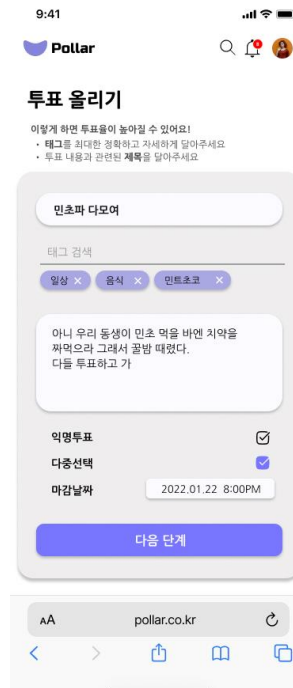 9:41
Pollar
투표 올리기
이렇게 하면 투표율이 높아질 수 있어요!
• 태그를 최대한 정확하고 자세하게 달아주세요
• 투표 내용과 관련된 제목을 달아주세요
민초파 다모여
태그 검색
일상 × 음식 × 민트초코 ×
아니 우리 동생이 민초 먹을 바엔 치약을
짜먹으라 그래서 꿀밤 때렸다.
다들 투표하고 가
익명투표
다중선택
마감날짜 2022.01.22 8:00PM
다음 단계
AA pollar.co.kr